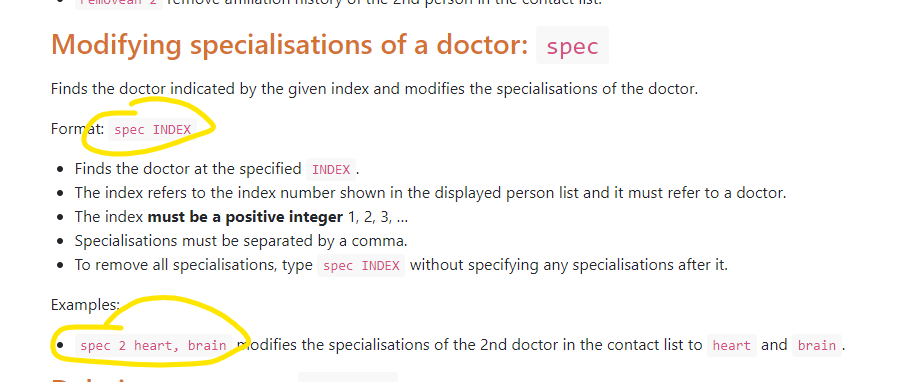 removeah 2 remove affiliation history of the 2nd person in the contact list.
Modifying specialisations of a doctor: spec
Finds the doctor indicated by the given index and modifies the specialisations of the doctor.
Format: spec INDEX
Finds the doctor at the specified INDEX.
The index refers to the index number shown in the displayed person list and it must refer to a doctor.
The index must be a positive integer 1, 2, 3, …
Specialisations must be separated by a comma.
To remove all specialisations, type spec INDEX without specifying any specialisations after it.
Examples:
spec 2 heart, brain modifies the specialisations of the 2nd doctor in the contact list to heart and brain.